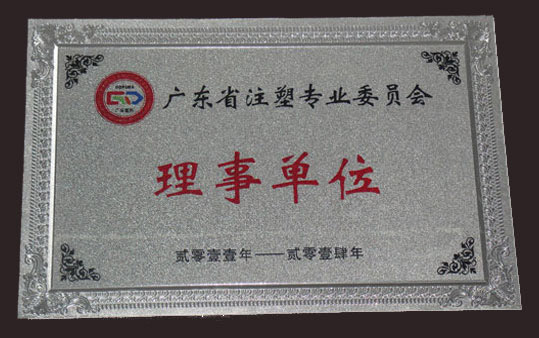 广东省注塑专业委员会
理事单位
贰零壹壹年——贰零壹肆年